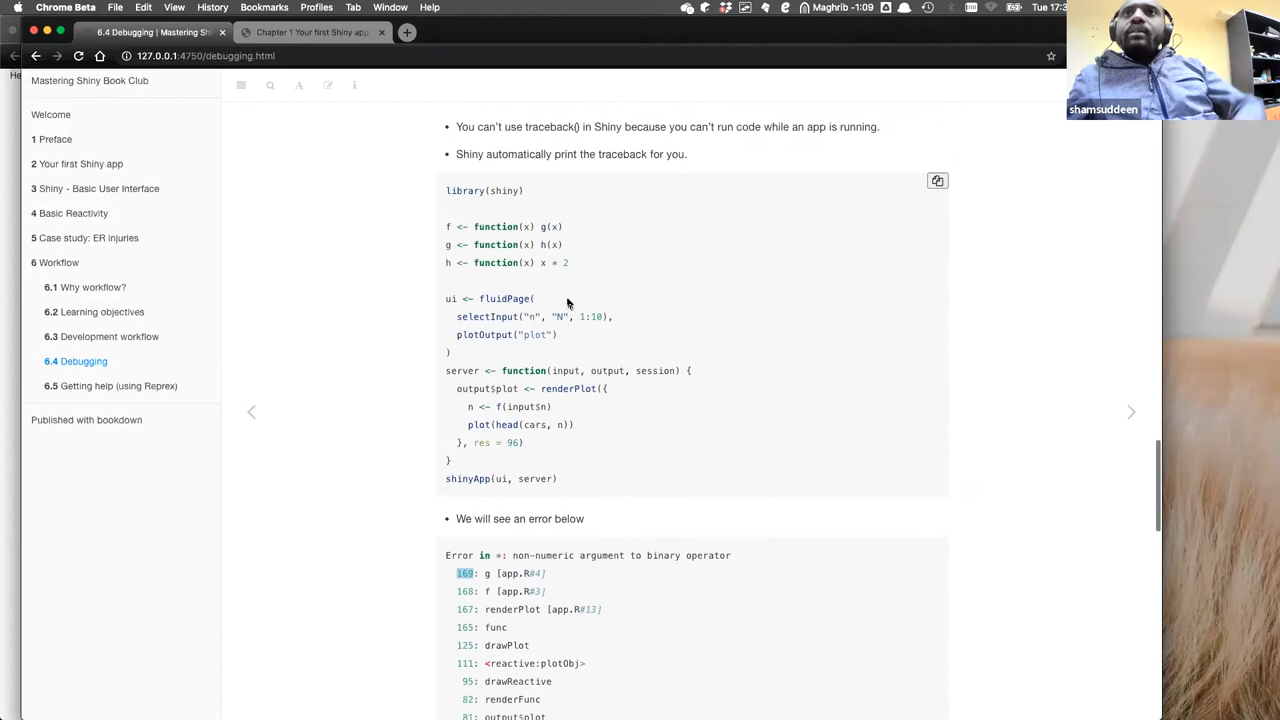 Chrome Beta File Edit View History Bookmarks Profiles Tab Window Help
Maghrib -1:09
Tue 17:3
6.4 Debugging | Mastering Sh
Chapter 1 Your first Shiny app
127.0.0.1:4750/debugging.html
He
Mastering Shiny Book Club
Welcome
1 Preface
2 Your first Shiny app
3 Shiny - Basic User Interface
4 Basic Reactivity
5 Case study: ER injuries
6 Workflow
6.1 Why workflow?
6.2 Learning objectives
6.3 Development workflow
6.4 Debugging
6.5 Getting help (using Reprex)
Published with bookdown
shamsuddeen
• You can't use traceback() in Shiny because you can't run code while an app is running.
• Shiny automatically print the traceback for you.
library(shiny)
f <- function(x) g(x)
g <- function(x) h(x)
h <- function(x) x * 2
ui <- fluidPage(
selectInput("n", "N", 1:10),
plotOutput("plot")
)
server <- function(input, output, session) {
output$plot <- renderPlot({
n <- f(input$n)
plot(head(cars, n))
}, res = 96)
}
shinyApp(ui, server)
• We will see an error below
Error in *: non-numeric argument to binary operator
169: g [app.R#4]
168: f [app.R#3]
167: renderPlot [app.R#13]
165: func
125: drawPlot
111: <reactive:plotObj>
95: drawReactive
82: renderFunc
81: output$plot